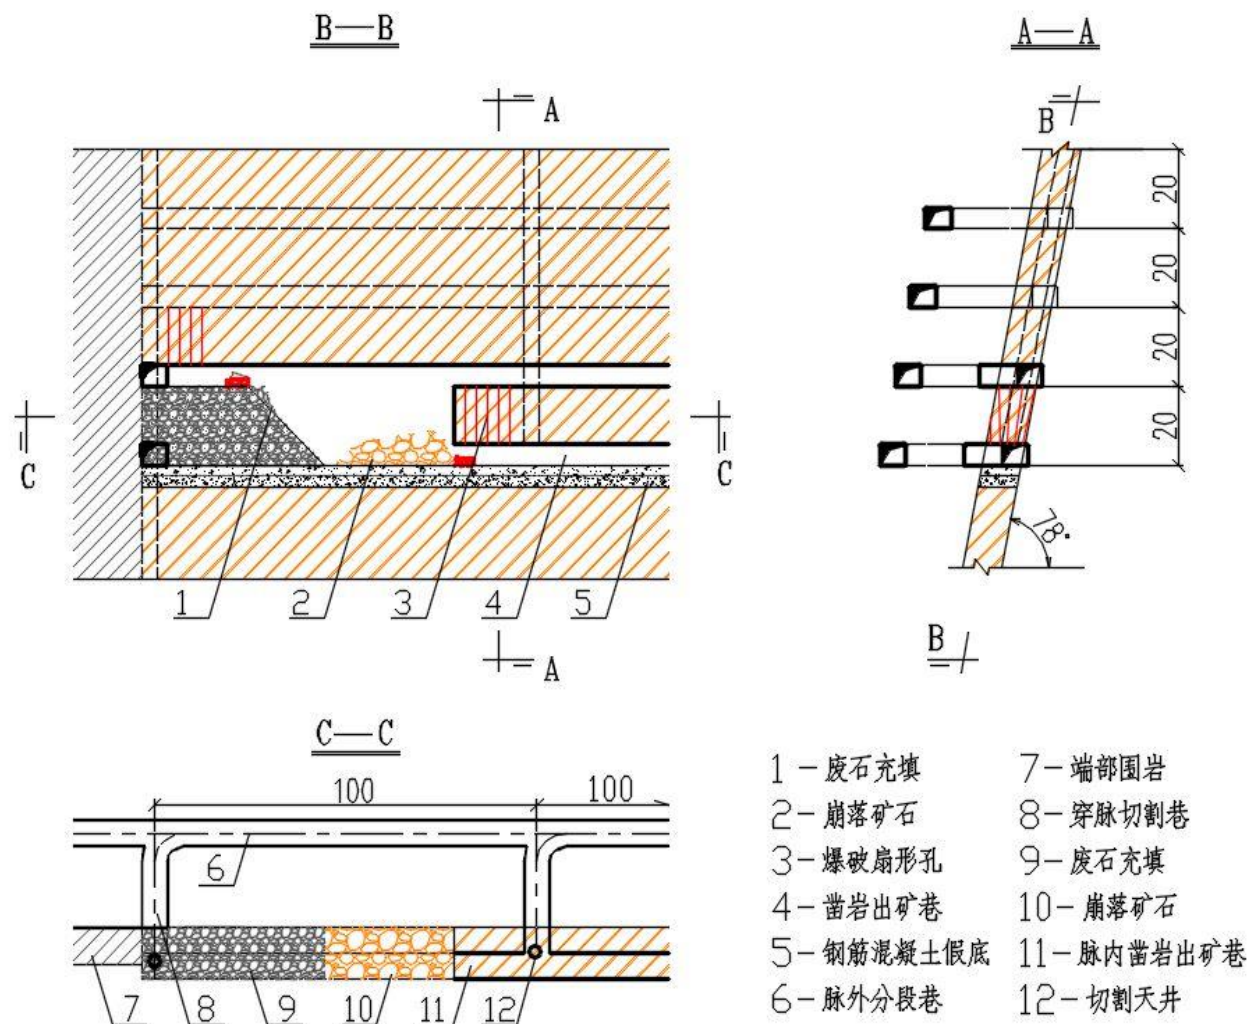 B—B
A—A
A
B
20
20
20
20
C
C
78°
1
2
3
4
5
A
B
C—C
100
100
6
7
8
9
10
11
12
1－废石充填
2－崩落矿石
3－爆破扇形孔
4－凿岩出矿巷
5－钢筋混凝土假底
6－脉外分段巷
7－端部围岩
8－穿脉切割巷
9－废石充填
10－崩落矿石
11－脉内凿岩出矿巷
12－切割天井